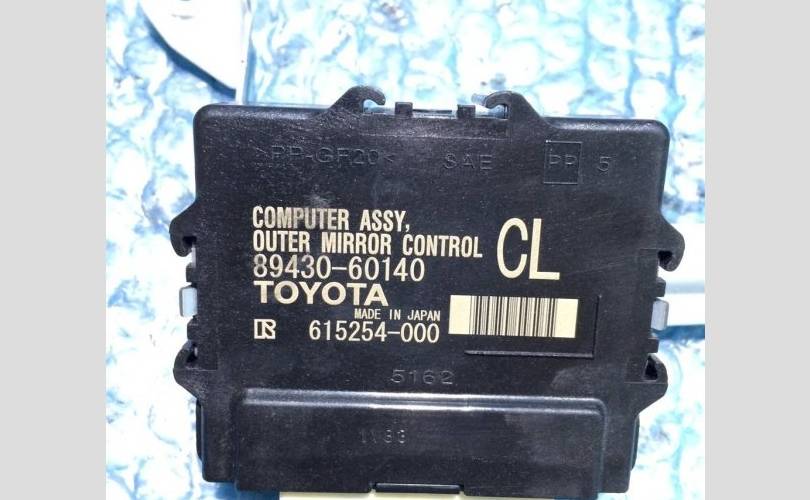 >PP-GF20< SAE PP 5
COMPUTER ASSY,
OUTER MIRROR CONTROL CL
89430-60140
TOYOTA
MADE IN JAPAN
615254-000
5162